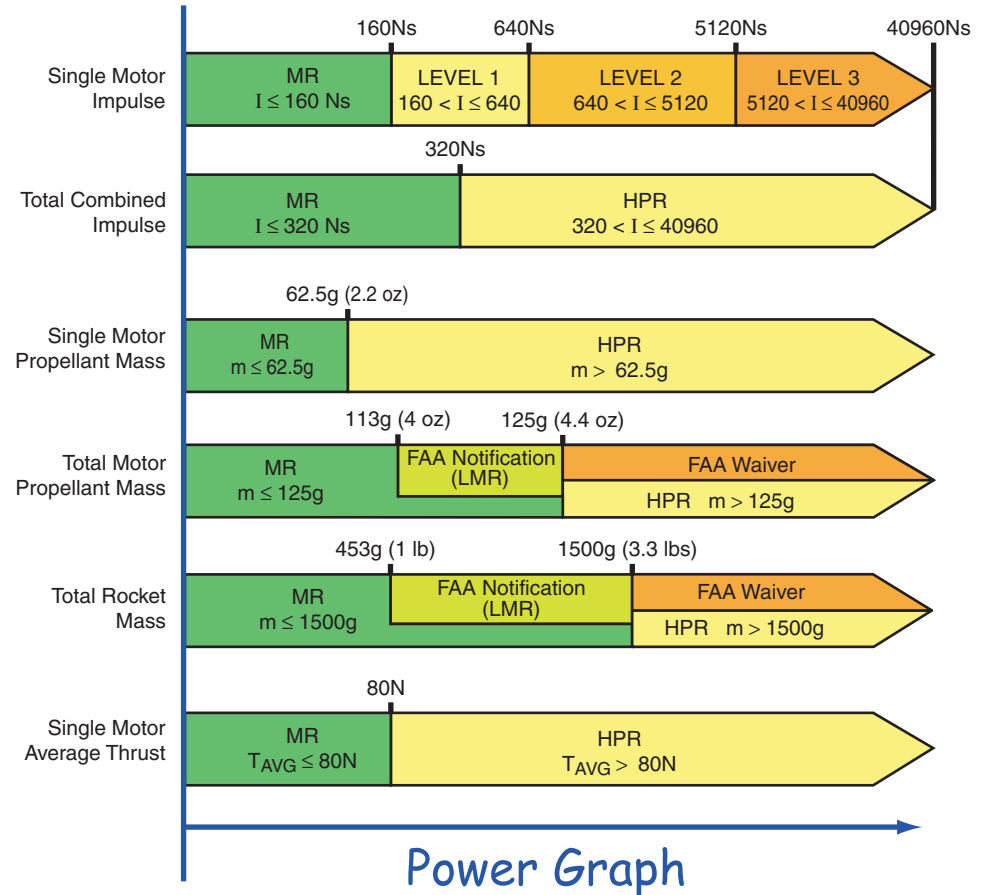 160Ns 640Ns 5120Ns 40960Ns
Single Motor
Impulse
MR
I ≤ 160 Ns
LEVEL 1
160 < I ≤ 640
LEVEL 2
640 < I ≤ 5120
LEVEL 3
5120 < I ≤ 40960
320Ns
Total Combined
Impulse
MR
I ≤ 320 Ns
HPR
320 < I ≤ 40960
62.5g (2.2 oz)
Single Motor
Propellant Mass
MR
m ≤ 62.5g
HPR
m > 62.5g
113g (4 oz) 125g (4.4 oz)
Total Motor
Propellant Mass
MR
m ≤ 125g
FAA Notification
(LMR)
FAA Waiver
HPR m > 125g
453g (1 lb) 1500g (3.3 lbs)
Total Rocket
Mass
MR
m ≤ 1500g
FAA Notification
(LMR)
FAA Waiver
HPR m > 1500g
80N
Single Motor
Average Thrust
MR
TAVG ≤ 80N
HPR
TAVG > 80N
Power Graph